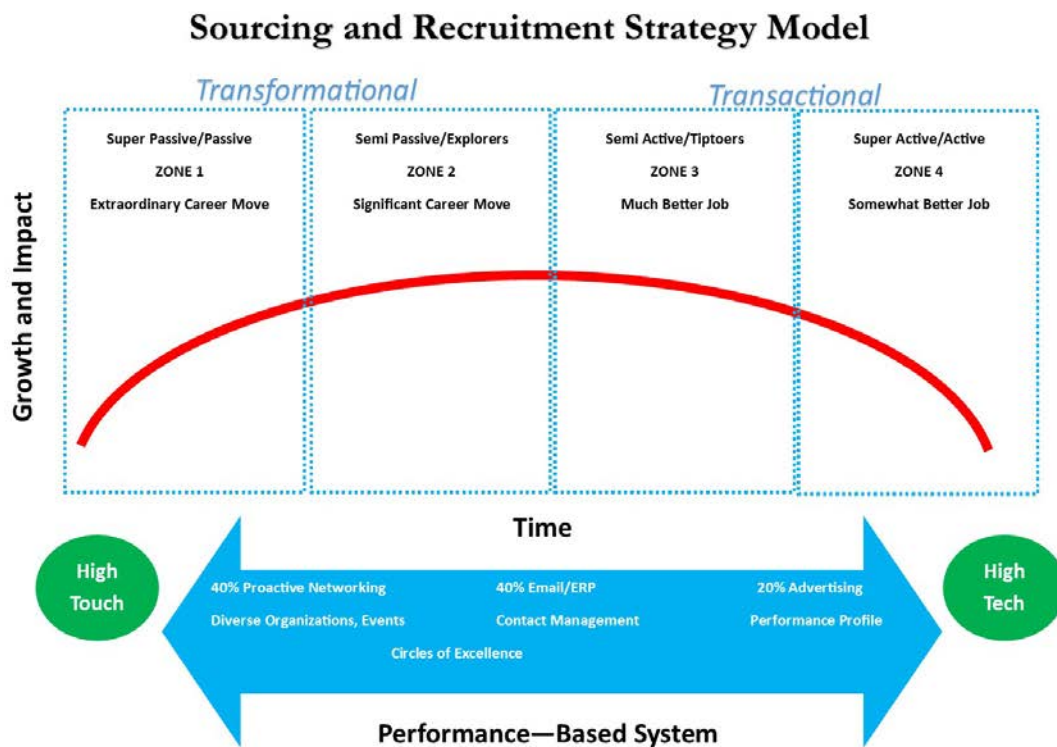 Sourcing and Recruitment Strategy Model
Transformational
Transactional
Super Passive/Passive
ZONE 1
Extraordinary Career Move
Semi Passive/Explorers
ZONE 2
Significant Career Move
Semi Active/Tiptoers
ZONE 3
Much Better Job
Super Active/Active
ZONE 4
Somewhat Better Job
Growth and Impact
Time
High
Touch
40% Proactive Networking
Diverse Organizations, Events
40% Email/ERP
Contact Management
20% Advertising
Performance Profile
Circles of Excellence
High
Tech
Performance—Based System